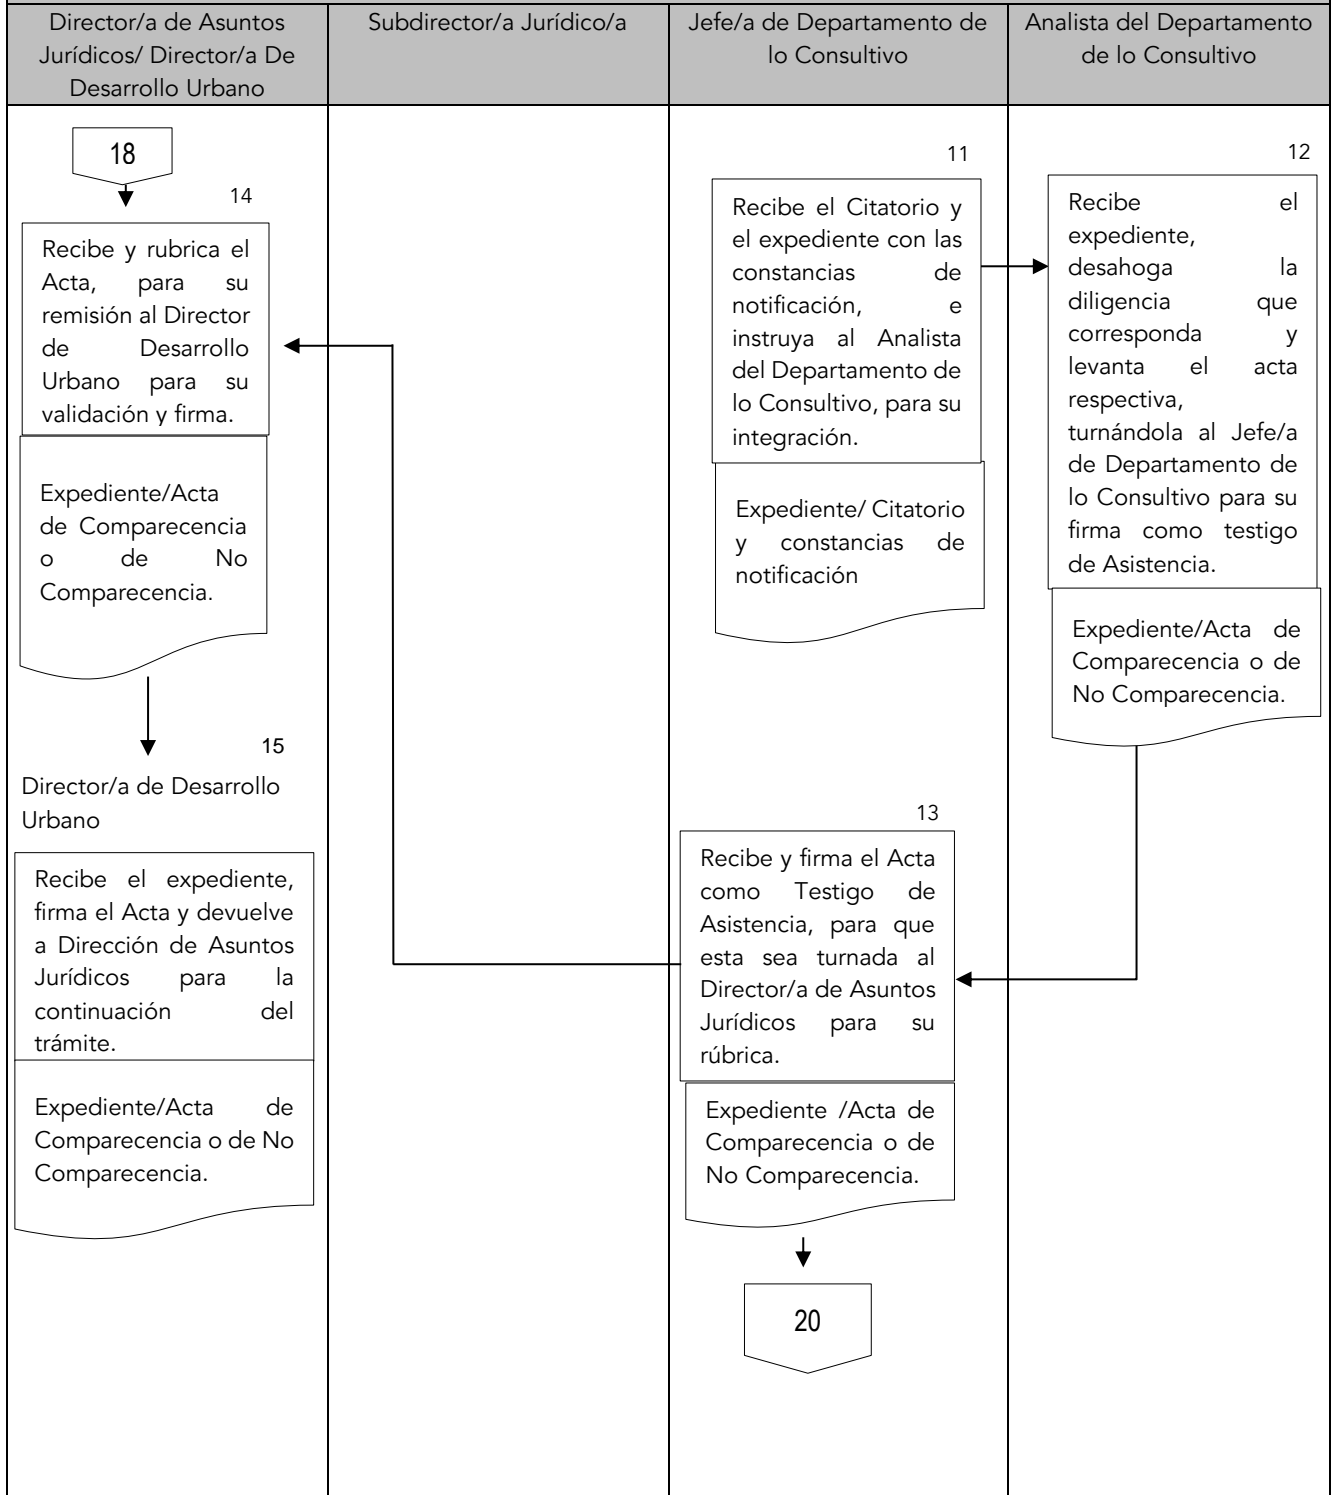 Director/a de Asuntos
Jurídicos/ Director/a De
Desarrollo Urbano
Subdirector/a Jurídico/a
Jefe/a de Departamento de
lo Consultivo
Analista del Departamento
de lo Consultivo
18
14
Recibe y rubrica el
Acta, para su
remisión al Director
de Desarrollo
Urbano para su
validación y firma.
Expediente/Acta
de Comparecencia
o de No
Comparecencia.
15
Director/a de Desarrollo
Urbano
Recibe el expediente,
firma el Acta y devuelve
a Dirección de Asuntos
Jurídicos para la
continuación del
trámite.
Expediente/Acta de
Comparecencia o de No
Comparecencia.
11
Recibe el Citatorio y
el expediente con las
constancias de
notificación, e
instruya al Analista
del Departamento de
lo Consultivo, para su
integración.
Expediente/ Citatorio
y constancias de
notificación
13
Recibe y firma el Acta
como Testigo de
Asistencia, para que
esta sea turnada al
Director/a de Asuntos
Jurídicos para su
rúbrica.
Expediente /Acta de
Comparecencia o de
No Comparecencia.
20
12
Recibe el
expediente,
desahoga la
diligencia que
corresponda y
levanta el acta
respectiva,
turnándola al Jefe/a
de Departamento de
lo Consultivo para su
firma como testigo
de Asistencia.
Expediente/Acta de
Comparecencia o de
No Comparecencia.